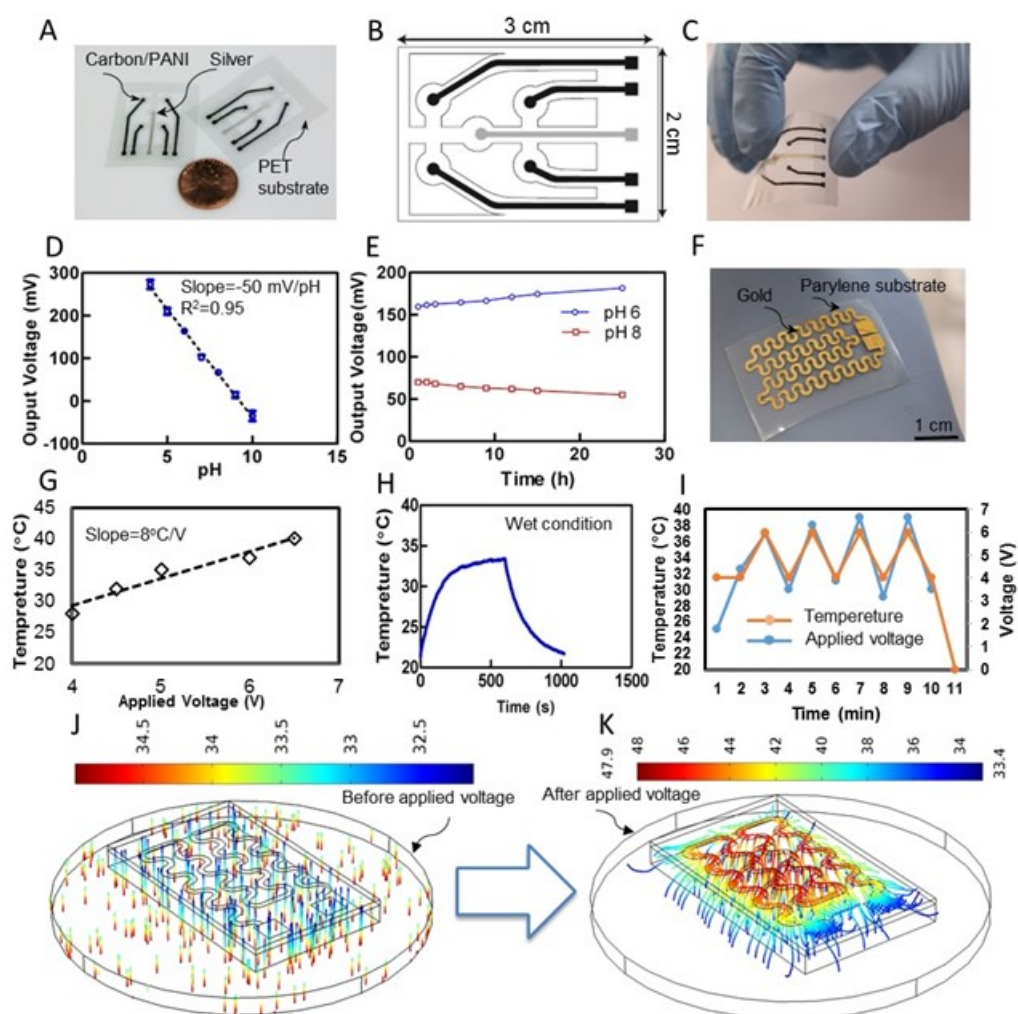 A
Carbon/PANI
Silver
PET
substrate
B
3 cm
2 cm
C
D
Ouput Voltage (mV)
300
200
100
0
-100
Slope=-50 mV/pH
R²=0.95
0
5
10
15
pH
E
Output Voltage(mV)
200
150
100
50
0
pH 6
pH 8
0
10
20
30
Time (h)
F
Parylene substrate
Gold
1 cm
G
Tempreture (°C)
45
40
35
30
25
20
Slope=8°C/V
4
5
6
7
Applied Voltage (V)
H
Tempreture (°C)
40
35
30
25
20
Wet condition
0
500
1000
1500
Time (s)
I
Temperature (°C)
40
38
36
34
32
30
28
26
24
22
20
Tempereture
Applied voltage
7
6
5
4
3
2
1
0
Voltage (V)
1 2 3 4 5 6 7 8 9 10 11
Time (min)
J
34.5
34
33.5
33
32.5
Before applied voltage
K
47.9
48
46
44
42
40
36
34
33.4
After applied voltage